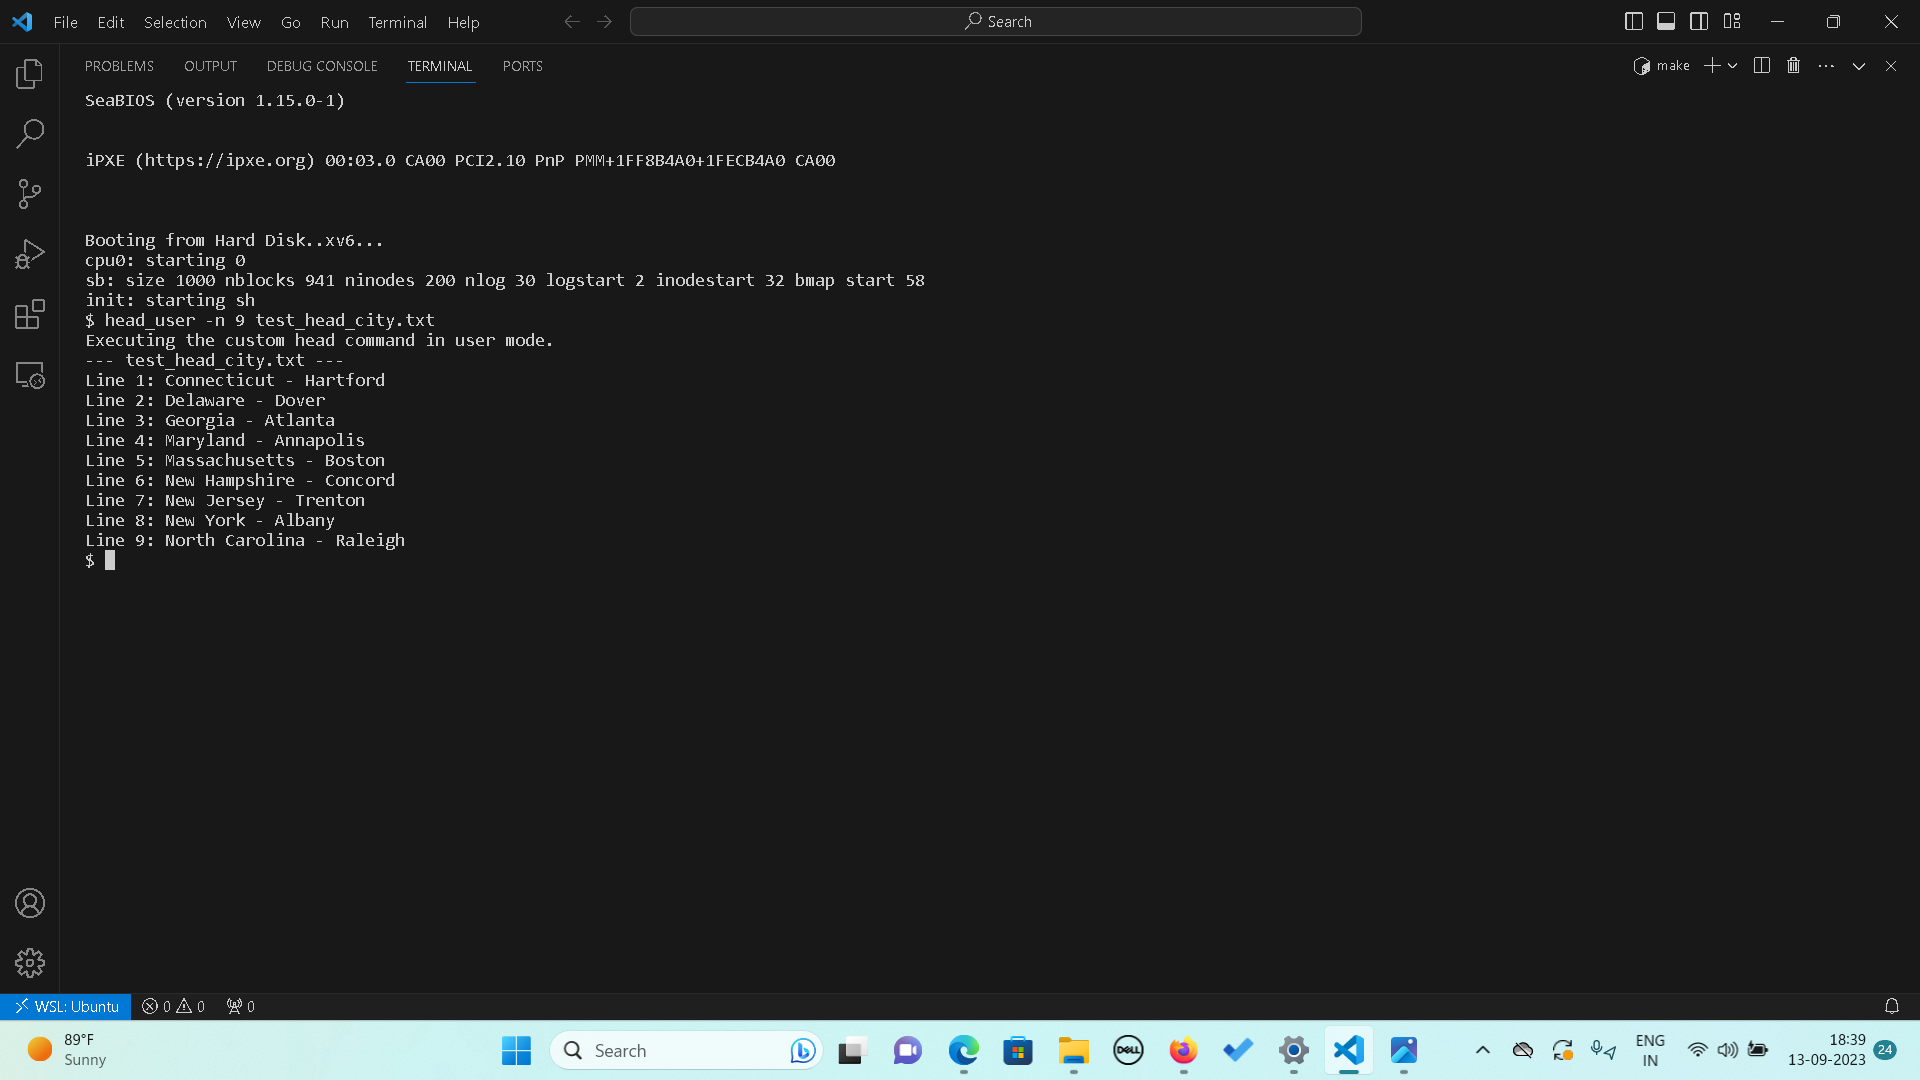 File Edit Selection View Go Run Terminal Help
Search
PROBLEMS OUTPUT DEBUG CONSOLE TERMINAL PORTS
make
SeaBIOS (version 1.15.0-1)
iPXE (https://ipxe.org) 00:03.0 CA00 PCI2.10 PnP PMM+1FF8B4A0+1FECB4A0 CA00
Booting from Hard Disk..xv6...
cpu0: starting 0
sb: size 1000 nblocks 941 ninodes 200 nlog 30 logstart 2 inodestart 32 bmap start 58
init: starting sh
$ head_user -n 9 test_head_city.txt
Executing the custom head command in user mode.
--- test_head_city.txt ---
Line 1: Connecticut - Hartford
Line 2: Delaware - Dover
Line 3: Georgia - Atlanta
Line 4: Maryland - Annapolis
Line 5: Massachusetts - Boston
Line 6: New Hampshire - Concord
Line 7: New Jersey - Trenton
Line 8: New York - Albany
Line 9: North Carolina - Raleigh
$
WSL: Ubuntu 0 0 0
89°F
Sunny
Search
DELL
ENG
IN
18:39
13-09-2023
24